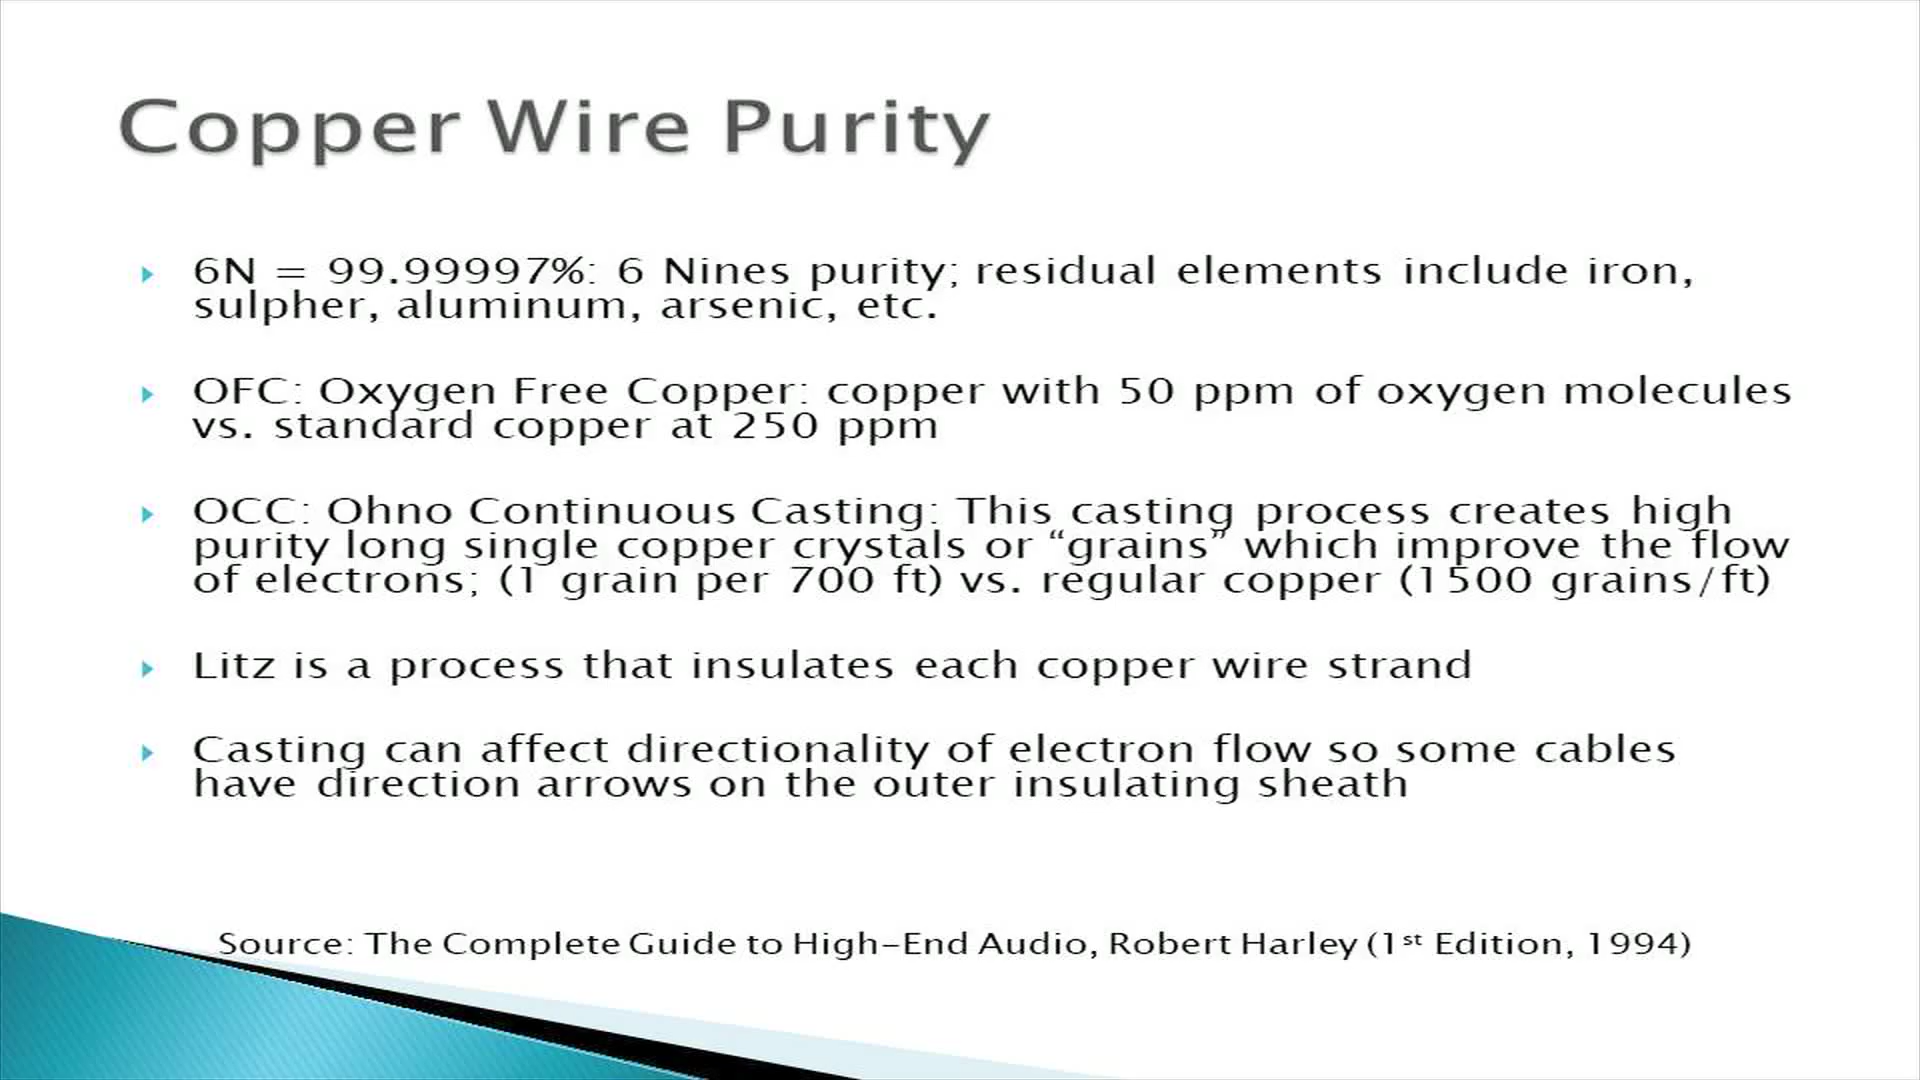 Copper Wire Purity
6N = 99.99997%: 6 Nines purity; residual elements include iron,
sulpher, aluminum, arsenic, etc.
OFC: Oxygen Free Copper: copper with 50 ppm of oxygen molecules
vs. standard copper at 250 ppm
OCC: Ohno Continuous Casting: This casting process creates high
purity long single copper crystals or “grains” which improve the flow
of electrons; (1 grain per 700 ft) vs. regular copper (1500 grains/ft)
Litz is a process that insulates each copper wire strand
Casting can affect directionality of electron flow so some cables
have direction arrows on the outer insulating sheath
Source: The Complete Guide to High-End Audio, Robert Harley (1st Edition, 1994)